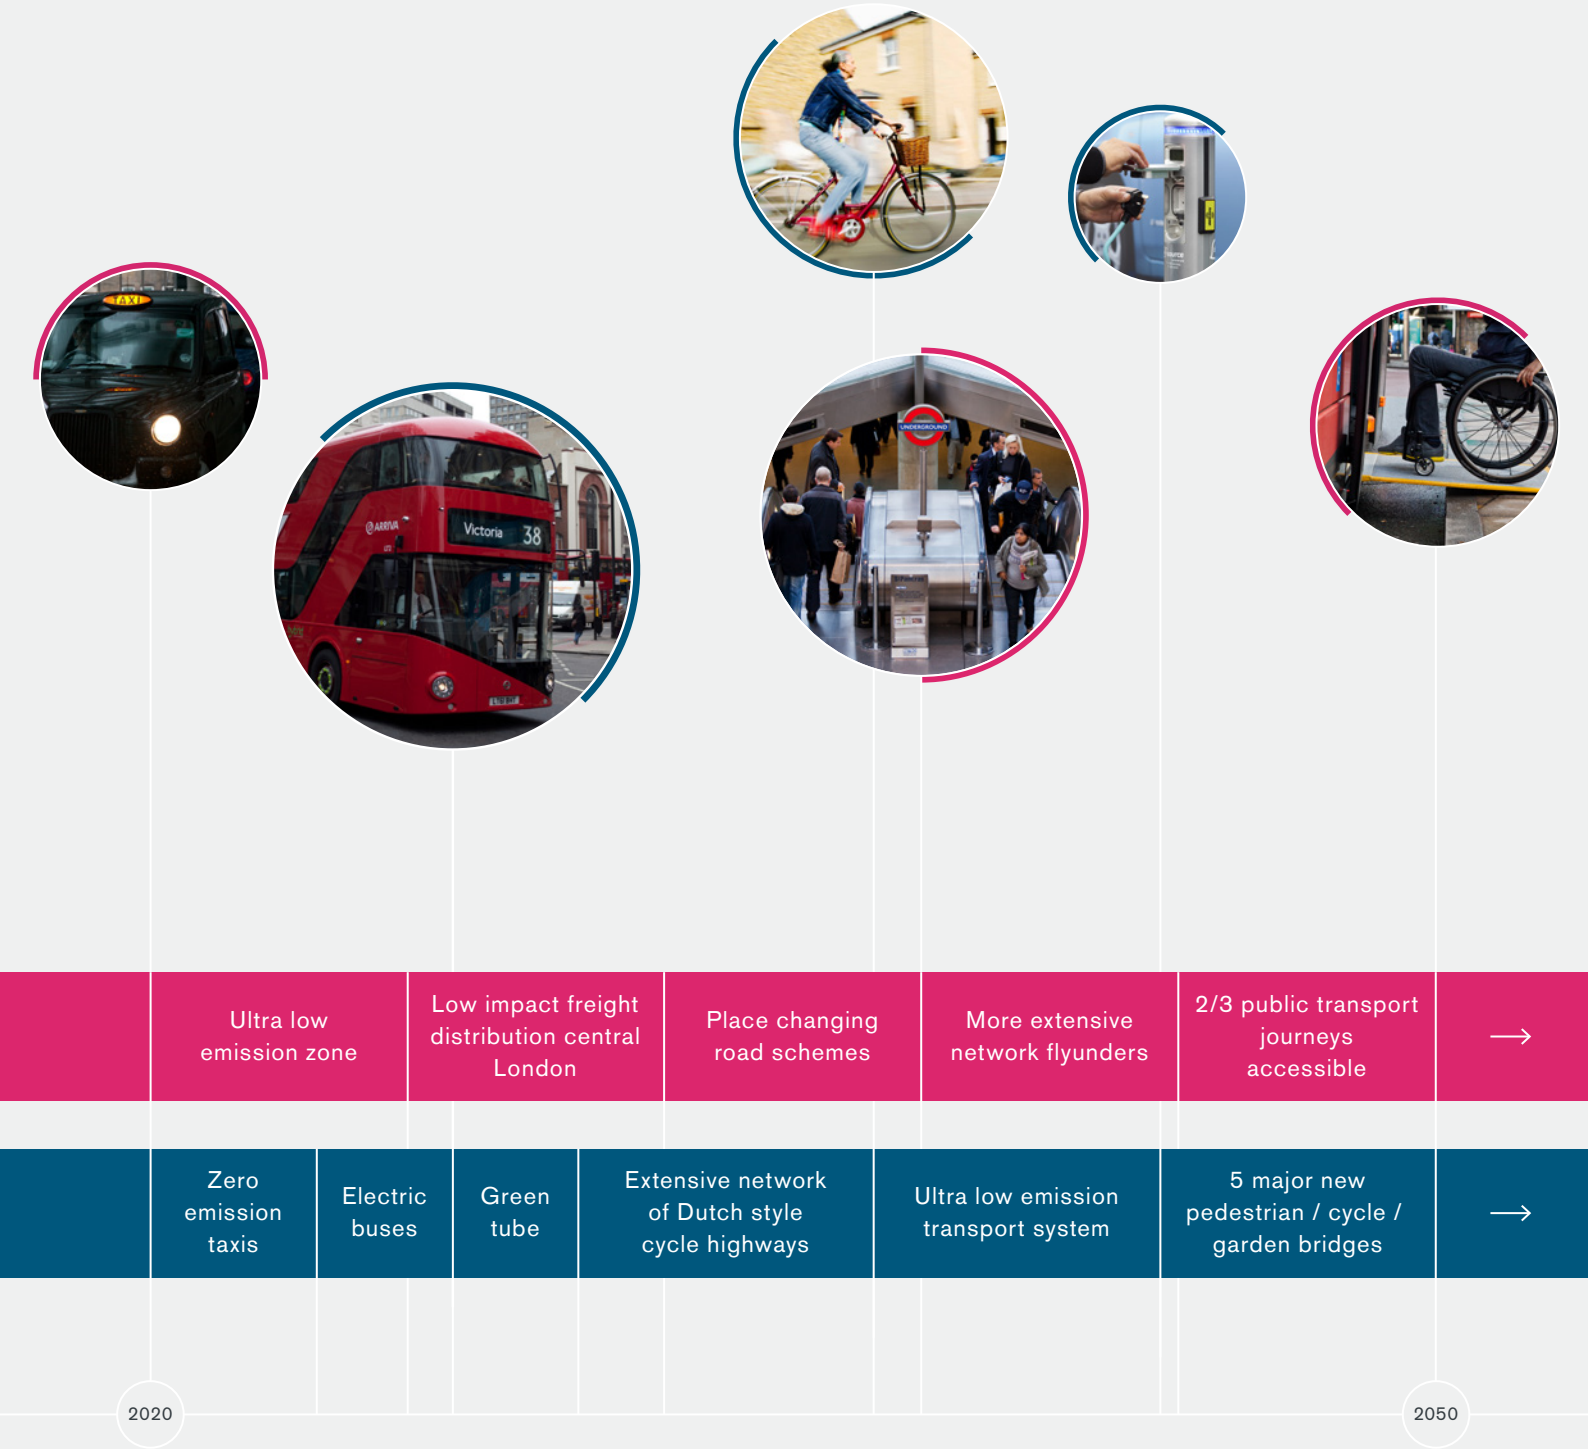 TAXI
ARRIVA
Victoria 38
UNDERGROUND
Ultra low
emission zone
Low impact freight
distribution central
London
Place changing
road schemes
More extensive
network flyunders
2/3 public transport
journeys
accessible
→
Zero
emission
taxis
Electric
buses
Green
tube
Extensive network
of Dutch style
cycle highways
Ultra low emission
transport system
5 major new
pedestrian / cycle /
garden bridges
→
2020
2050